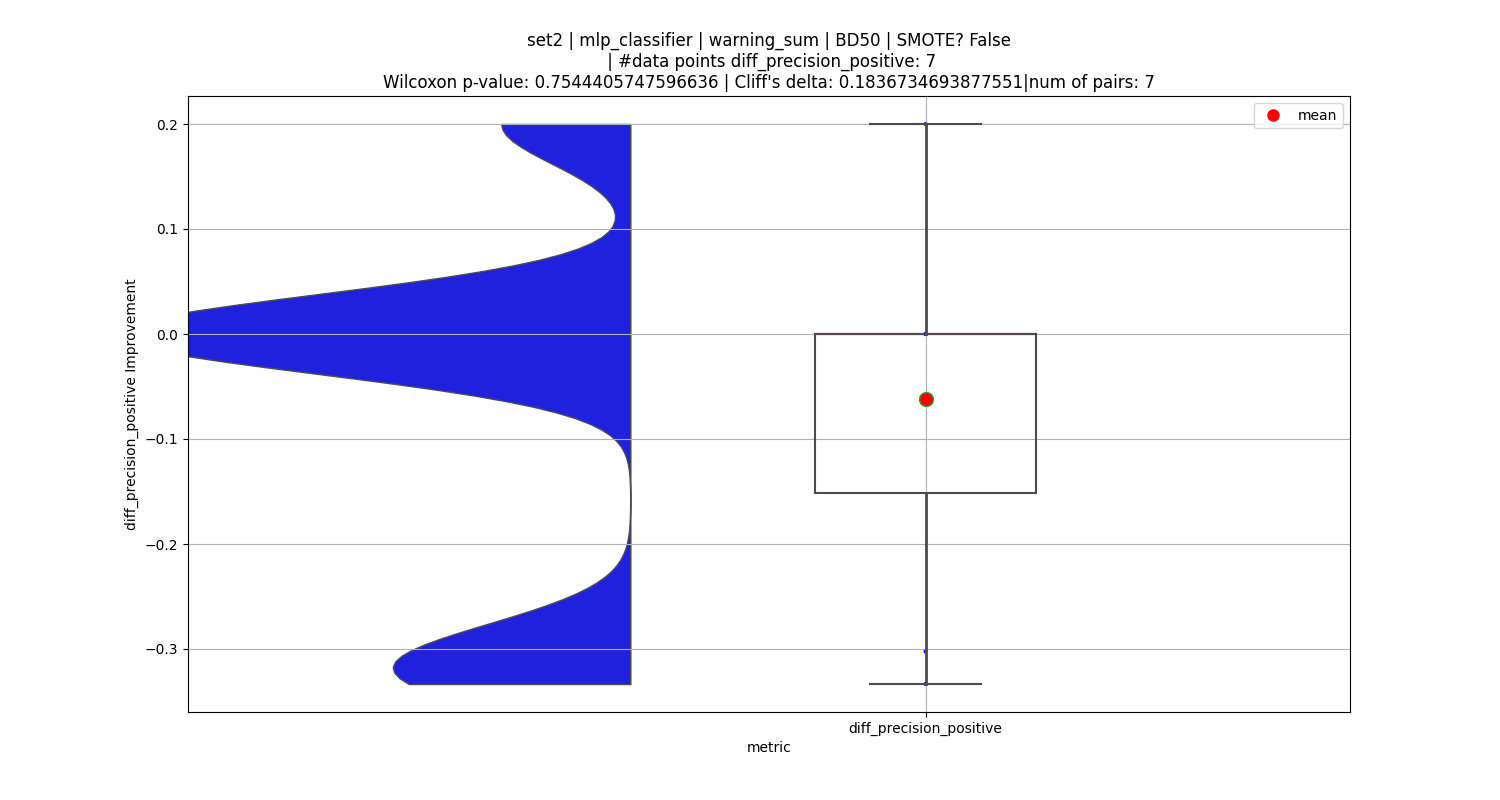 set2 | mlp_classifier | warning_sum | BD50 | SMOTE? False
| #data points diff_precision_positive: 7
Wilcoxon p-value: 0.7544405747596636 | Cliff's delta: 0.1836734693877551|num of pairs: 7
mean
0.2
0.1
0.0
−0.1
−0.2
−0.3
diff_precision_positive Improvement
diff_precision_positive
metric